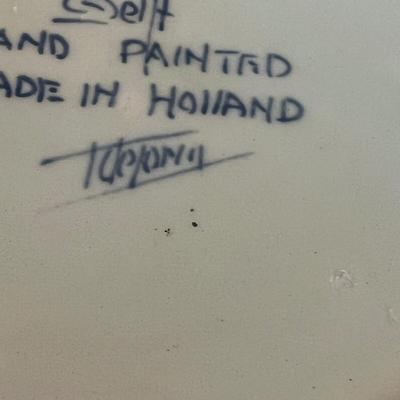 Delft
AND PAINTED
ADE IN HOllAND